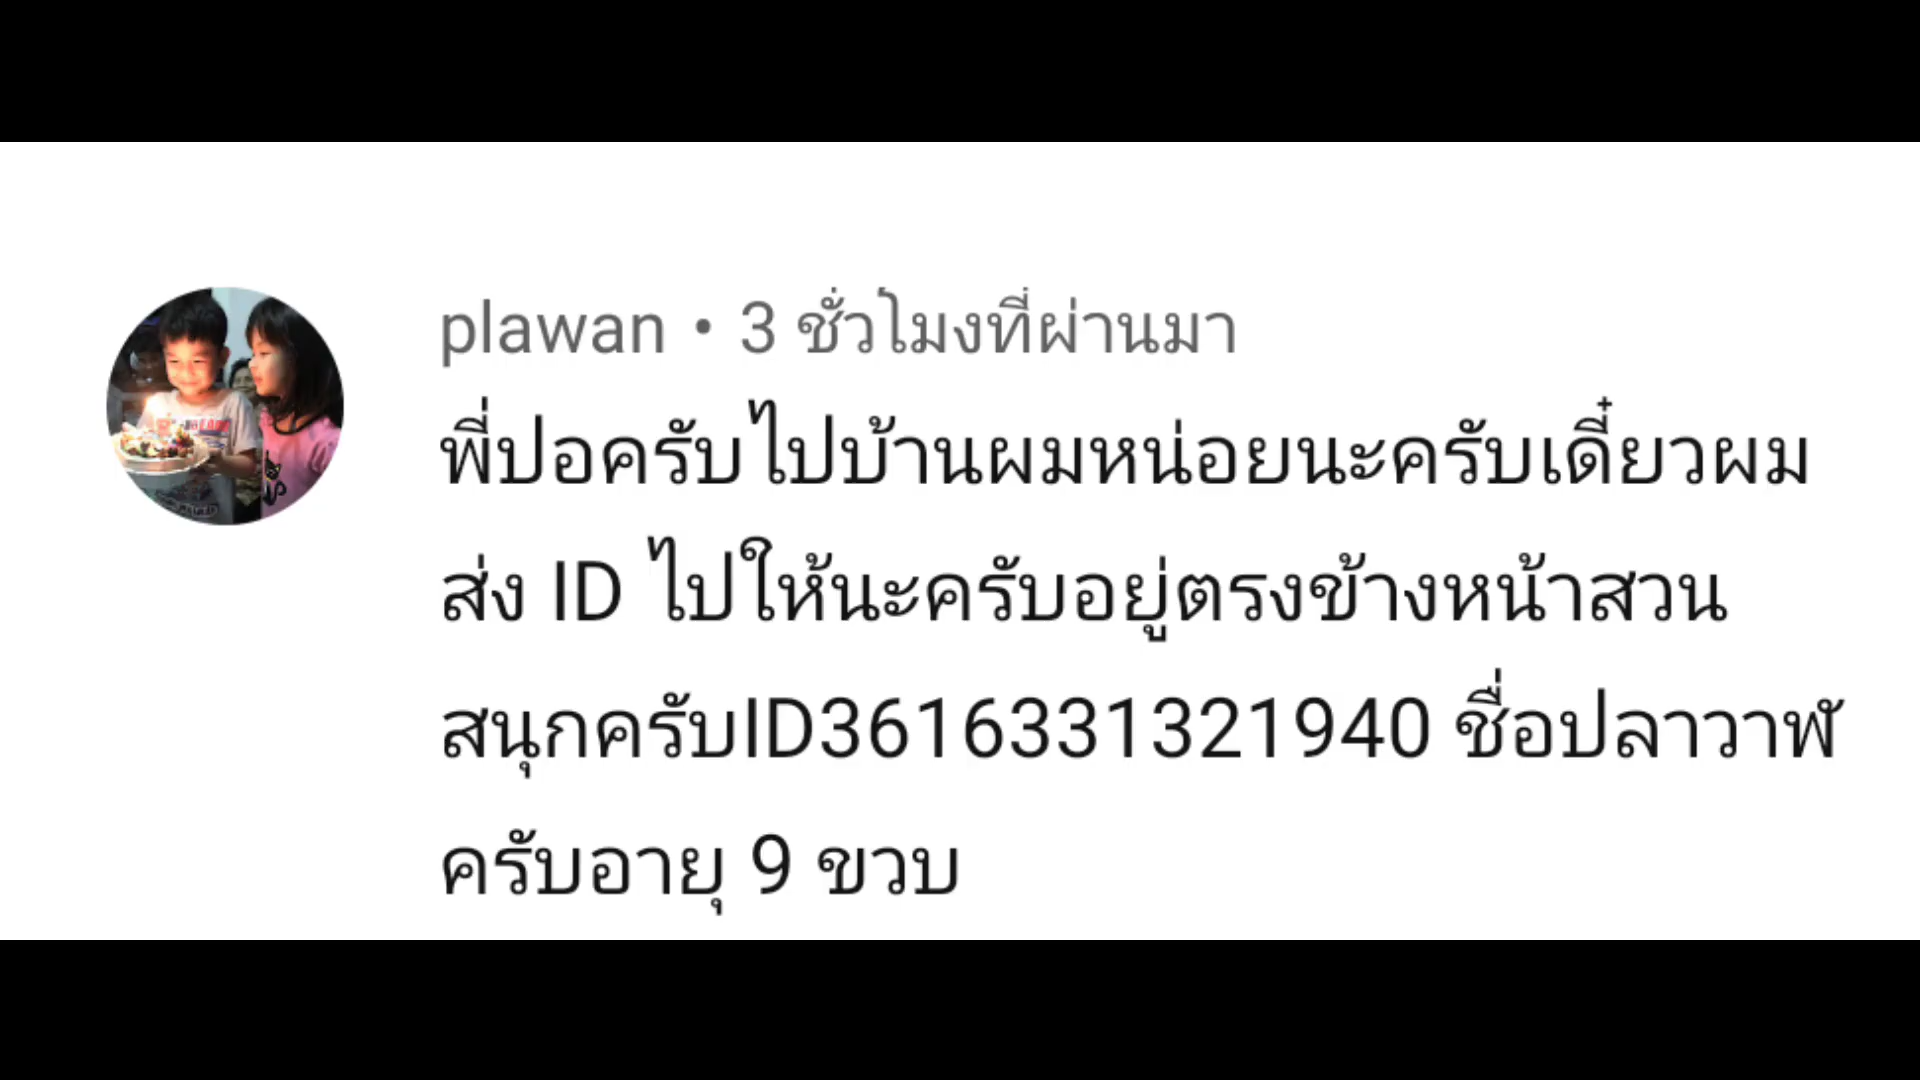 plawan • 3 ชั่วโมงที่ผ่านมา
พี่ปอครับไปบ้านผมหน่อยนะครับเดี๋ยวผม
ส่ง ID ไปให้นะครับอยู่ตรงข้างหน้าสวน
สนุกครับID3616331321940 ชื่อปลาวาฬั
ครับอายุ 9 ขวบ